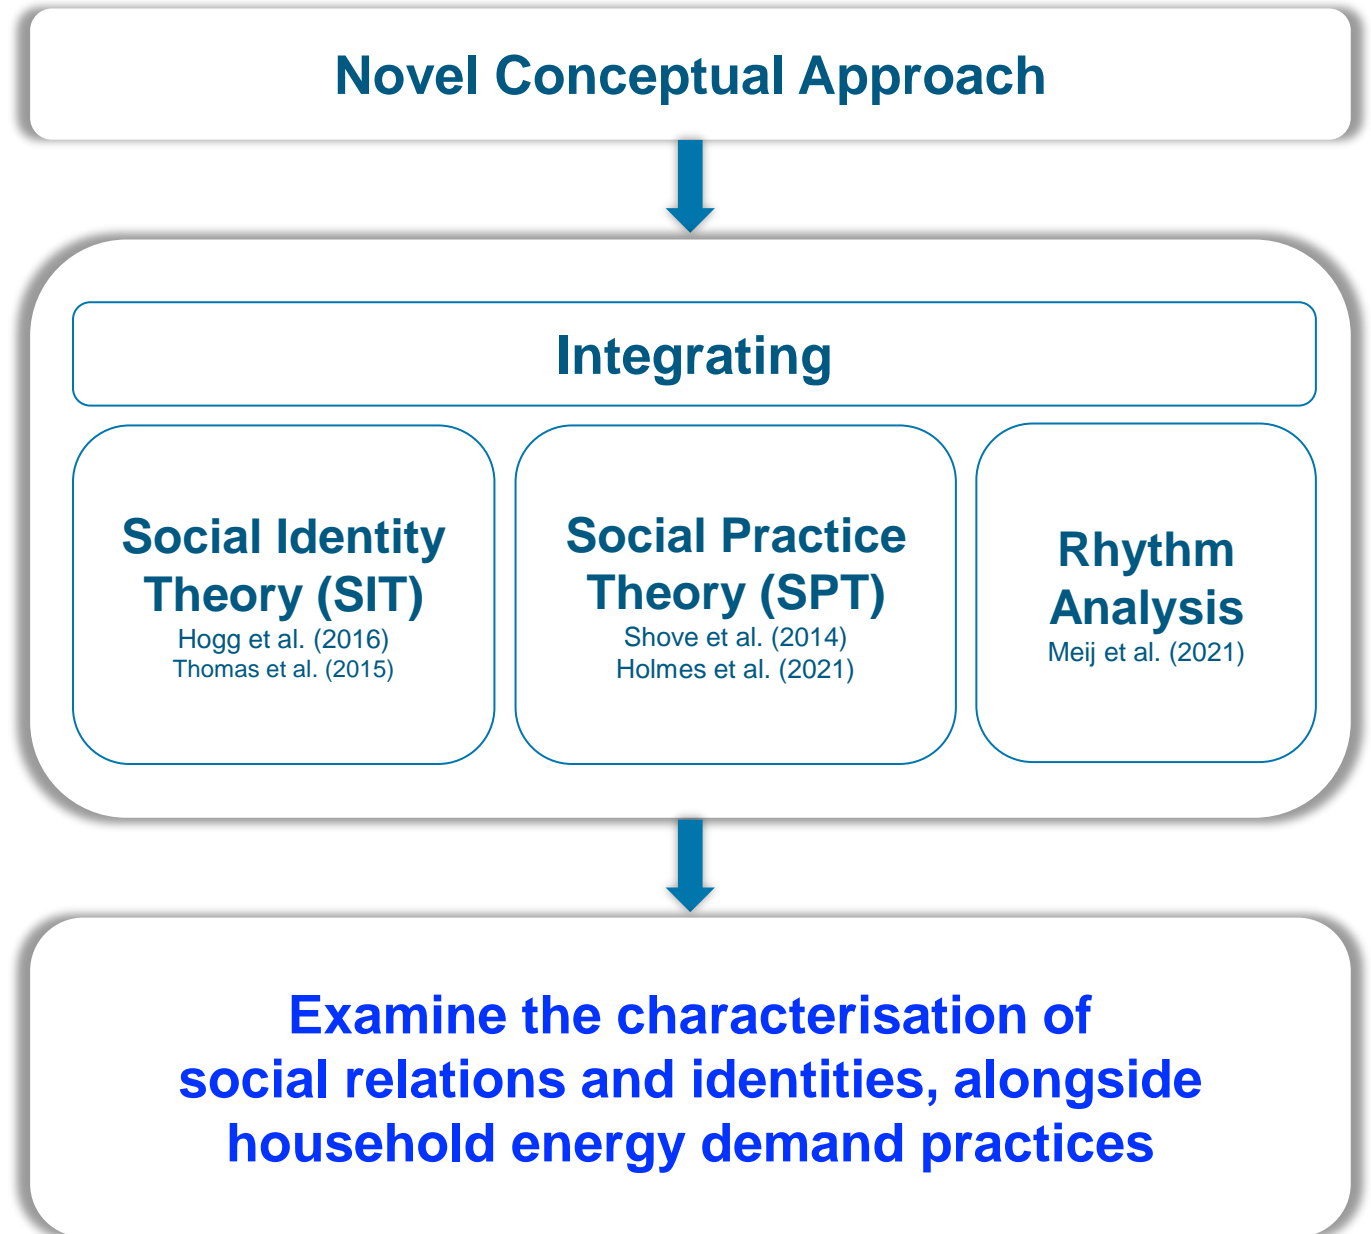 Novel Conceptual Approach
Integrating
Social Identity
Theory (SIT)
Hogg et al. (2016)
Thomas et al. (2015)
Social Practice
Theory (SPT)
Shove et al. (2014)
Holmes et al. (2021)
Rhythm
Analysis
Meij et al. (2021)
Examine the characterisation of
social relations and identities, alongside
household energy demand practices